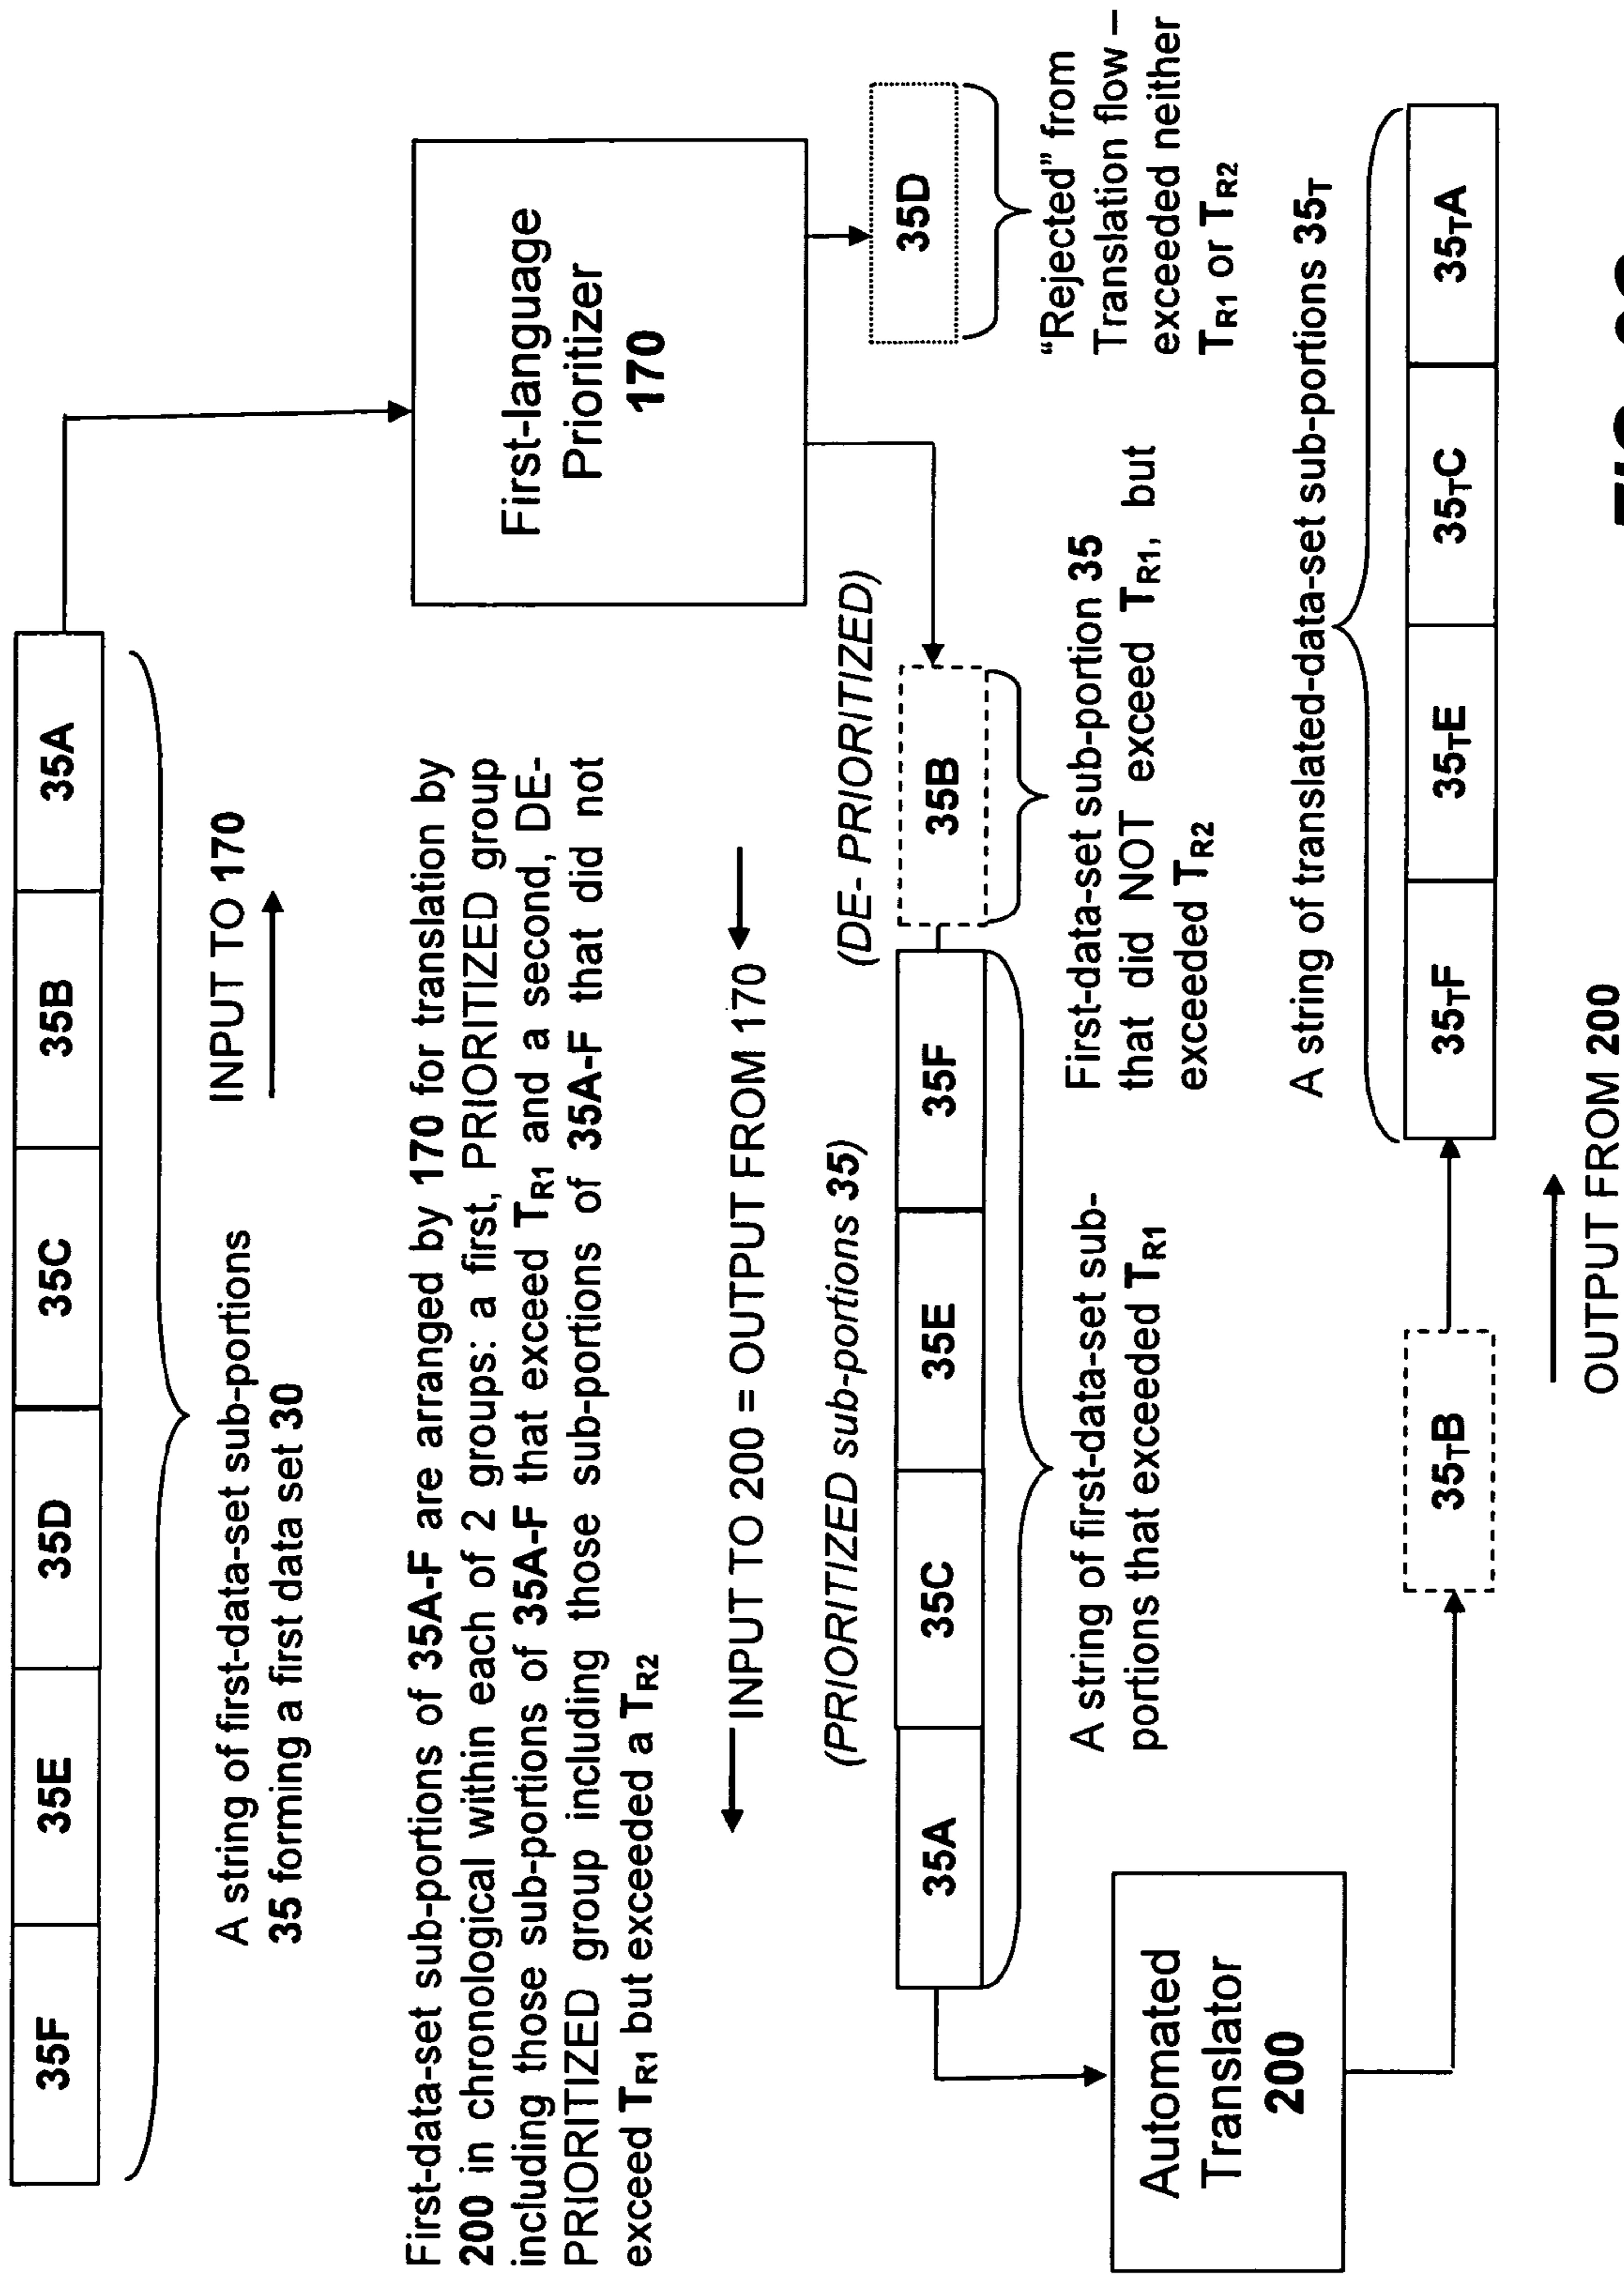 35F 35E 35D 35C 35B 35A
A string of first-data-set sub-portions
35 forming a first data set 30
INPUT TO 170
First-language
Prioritizer
170
First-data-set sub-portions of 35A-F are arranged by 170 for translation by
200 in chronological within each of 2 groups: a first, PRIORITIZED group
including those sub-portions of 35A-F that exceed TR1 and a second, DE-
PRIORITIZED group including those sub-portions of 35A-F that did not
exceed TR1 but exceeded a TR2
INPUT TO 200 = OUTPUT FROM 170
(PRIORITIZED sub-portions 35)
(DE- PRIORITIZED)
35A 35C 35E 35F 35B 35D
A string of first-data-set sub-
portions that exceeded TR1
First-data-set sub-portion 35
that did NOT exceed TR1, but
exceeded TR2
"Rejected" from
Translation flow –
exceeded neither
TR1 or TR2
Automated
Translator
200
A string of translated-data-set sub-portions 35T
35TB 35TF 35TE 35TC 35TA
OUTPUT FROM 200